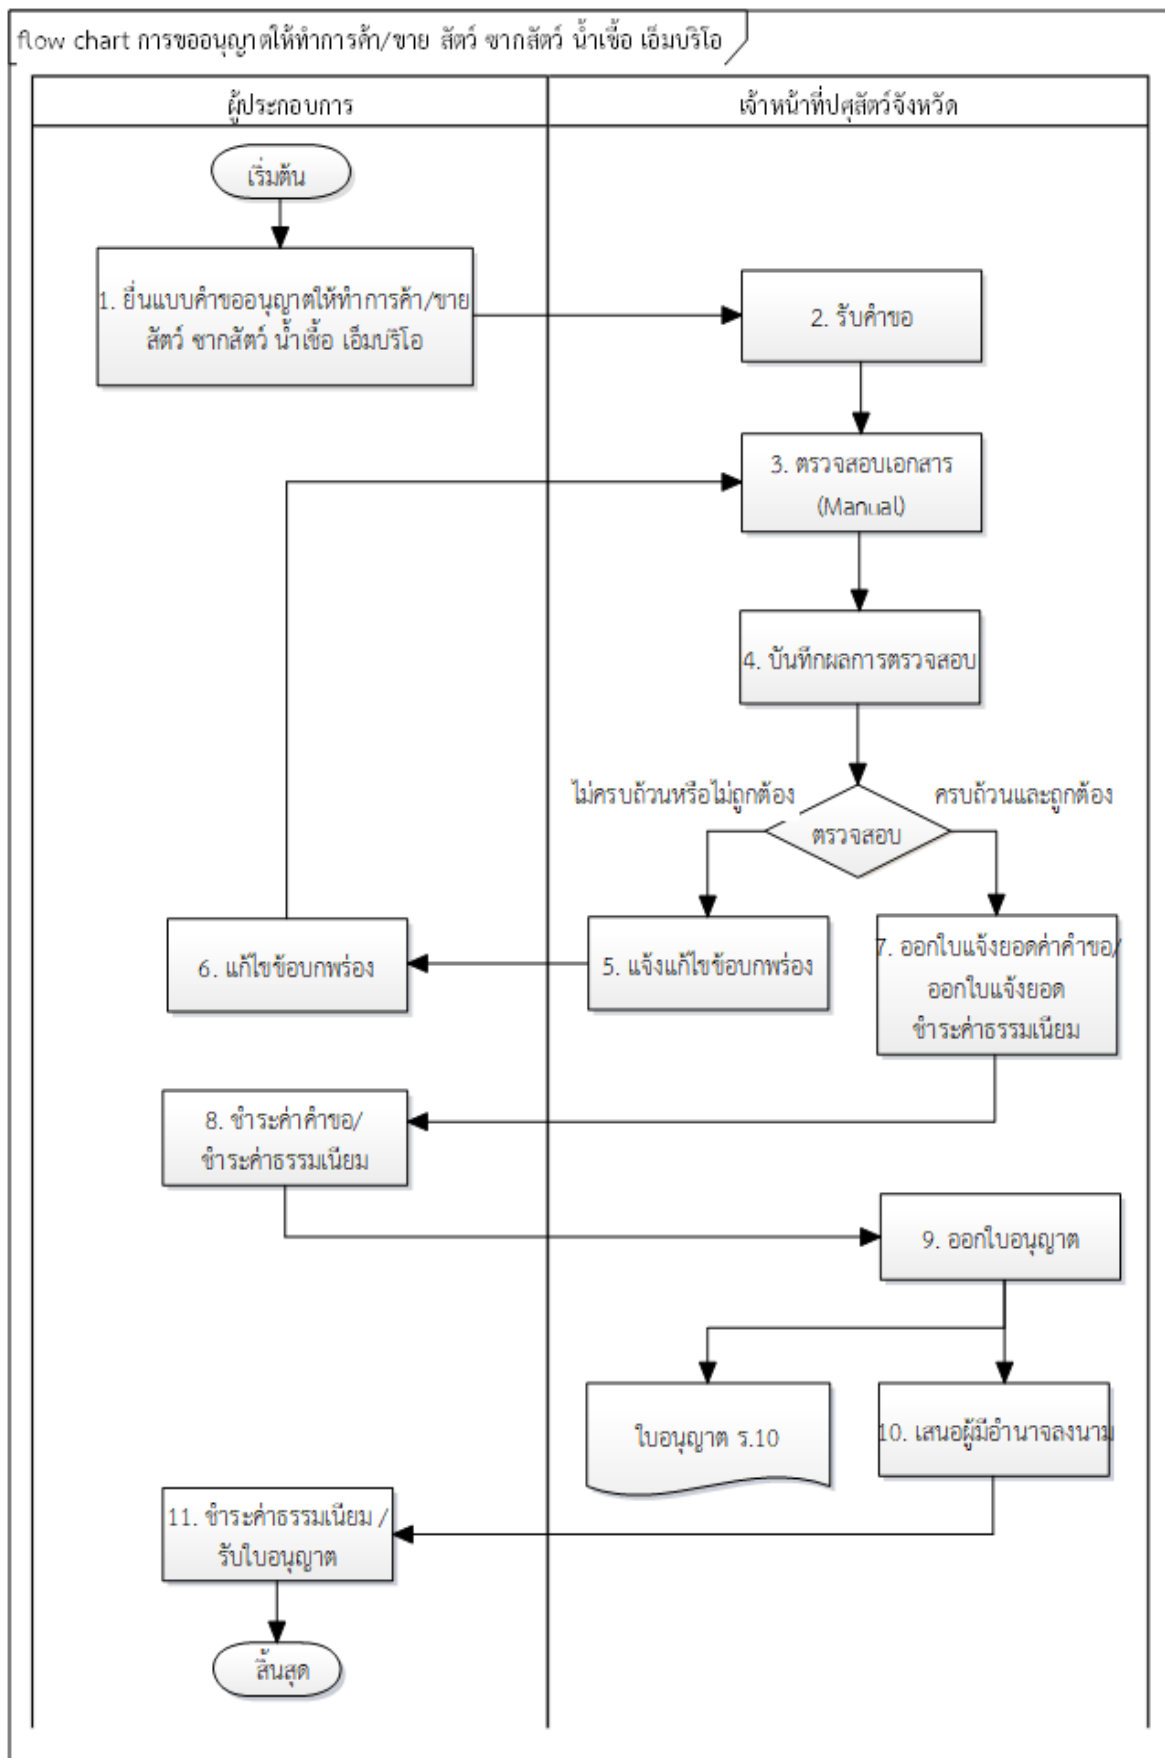 flow chart การขออนุญาตให้ทำการค้า/ขาย สัตว์ ซากสัตว์ น้ำเชื้อ เอ็มบริโอ
ผู้ประกอบการ
เจ้าหน้าที่ปศุสัตว์จังหวัด
เริ่มต้น
1. ยื่นแบบคำขออนุญาตให้ทำการค้า/ขาย
สัตว์ ซากสัตว์ น้ำเชื้อ เอ็มบริโอ
2. รับคำขอ
3. ตรวจสอบเอกสาร
(Manual)
4. บันทึกผลการตรวจสอบ
ไม่ครบถ้วนหรือไม่ถูกต้อง
ครบถ้วนและถูกต้อง
ตรวจสอบ
6. แก้ไขข้อบกพร่อง
5. แจ้งแก้ไขข้อบกพร่อง
7. ออกใบแจ้งยอดค่าคำขอ/
ออกใบแจ้งยอด
ชำระค่าธรรมเนียม
8. ชำระค่าคำขอ/
ชำระค่าธรรมเนียม
9. ออกใบอนุญาต
ใบอนุญาต ร.10
10. เสนอผู้มีอำนาจลงนาม
11. ชำระค่าธรรมเนียม /
รับใบอนุญาต
สิ้นสุด